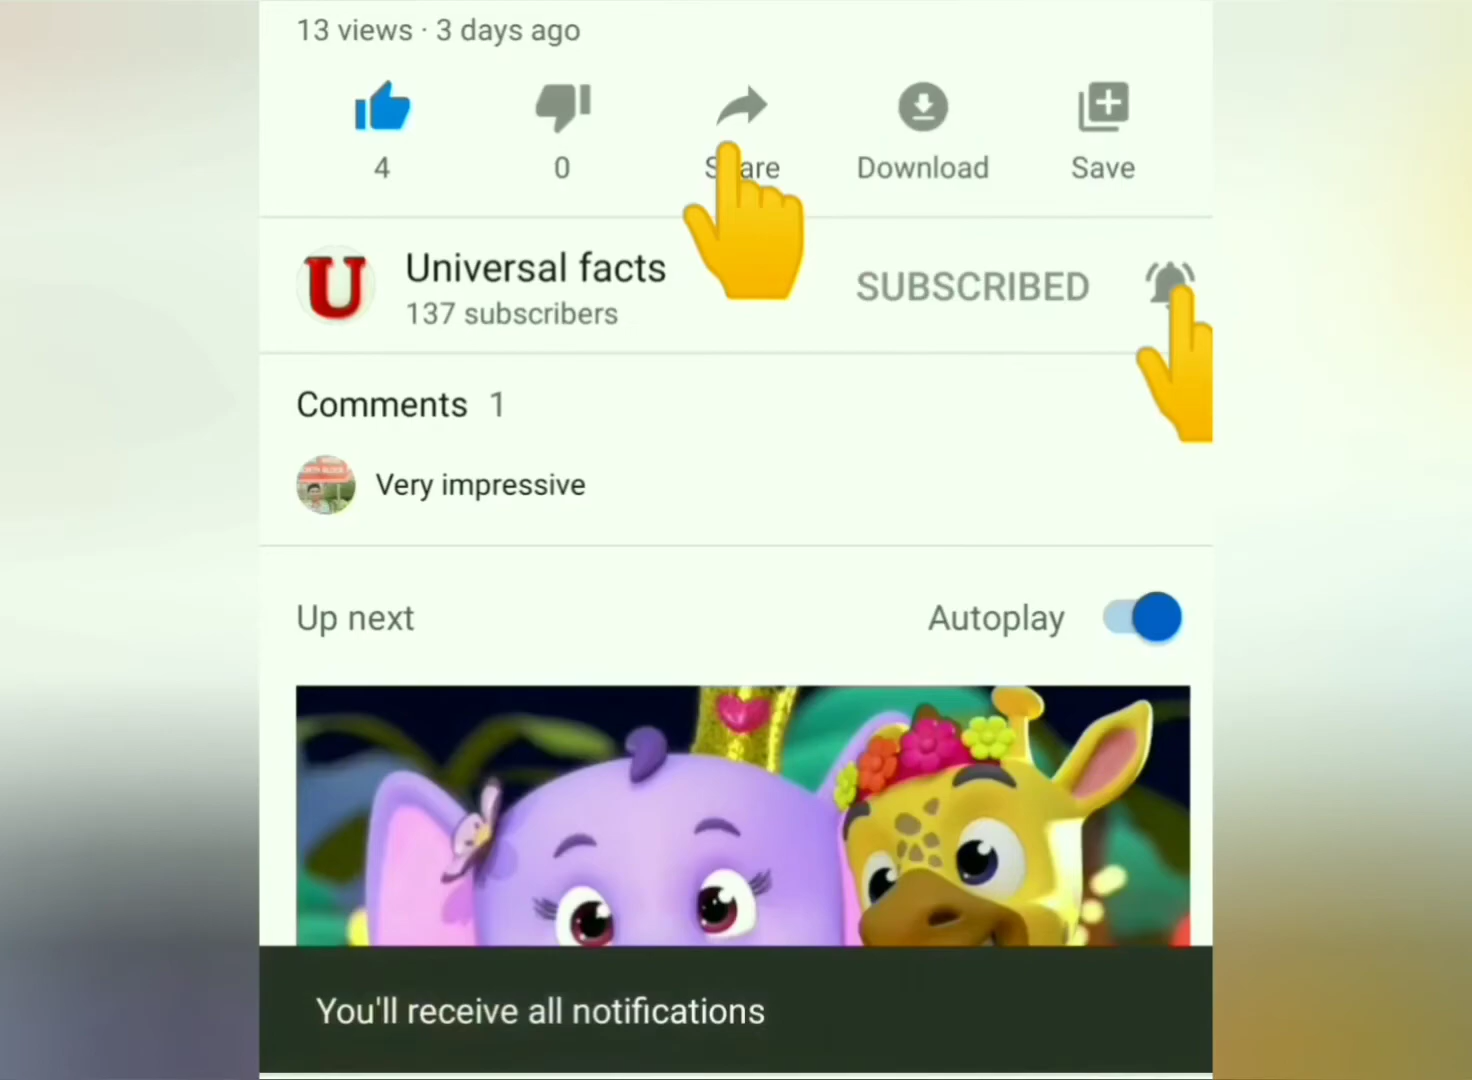 13 views · 3 days ago
4
0
Share
Download
Save
U
Universal facts
137 subscribers
SUBSCRIBED
Comments 1
Very impressive
Up next
Autoplay
You'll receive all notifications